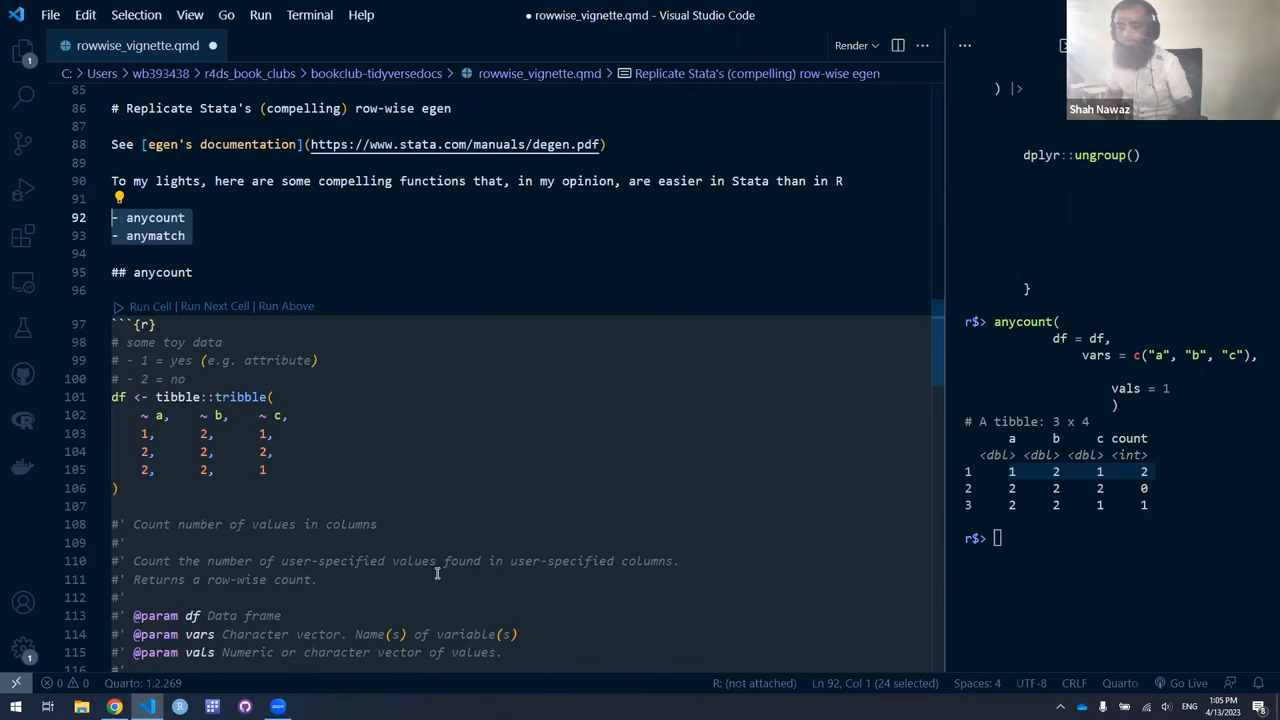 File Edit Selection View Go Run Terminal Help
● rowwise_vignette.qmd - Visual Studio Code
rowwise_vignette.qmd ●
Render
C: > Users > wb393438 > r4ds_book_clubs > bookclub-tidyversedocs > rowwise_vignette.qmd > Replicate Stata's (compelling) row-wise egen
85
86 # Replicate Stata's (compelling) row-wise egen
87
88 See [egen's documentation](https://www.stata.com/manuals/degen.pdf)
89
90 To my lights, here are some compelling functions that, in my opinion, are easier in Stata than in R
91
92 - anycount
93 - anymatch
94
95 ## anycount
96
Run Cell | Run Next Cell | Run Above
97 ```{r}
98 # some toy data
99 # - 1 = yes (e.g. attribute)
100 # - 2 = no
101 df <- tibble::tribble(
102 ~ a, ~ b, ~ c,
103 1, 2, 1,
104 2, 2, 2,
105 2, 2, 1
106 )
107
108 #' Count number of values in columns
109 #'
110 #' Count the number of user-specified values found in user-specified columns.
111 #' Returns a row-wise count.
112 #'
113 #' @param df Data frame
114 #' @param vars Character vector. Name(s) of variable(s)
115 #' @param vals Numeric or character vector of values.
116 #'
Shah Nawaz
) |>
dplyr::ungroup()
}
r$> anycount(
df = df,
vars = c("a", "b", "c"),
vals = 1
)
# A tibble: 3 x 4
a b c count
<dbl> <dbl> <dbl> <int>
1 1 2 1 2
2 2 2 2 0
3 2 2 1 1
r$>
1
1
0 0 Quarto: 1.2.269
R: (not attached) Ln 92, Col 1 (24 selected) Spaces: 4 UTF-8 CRLF Quarto Go Live
ENG
1:05 PM
4/13/2023
8